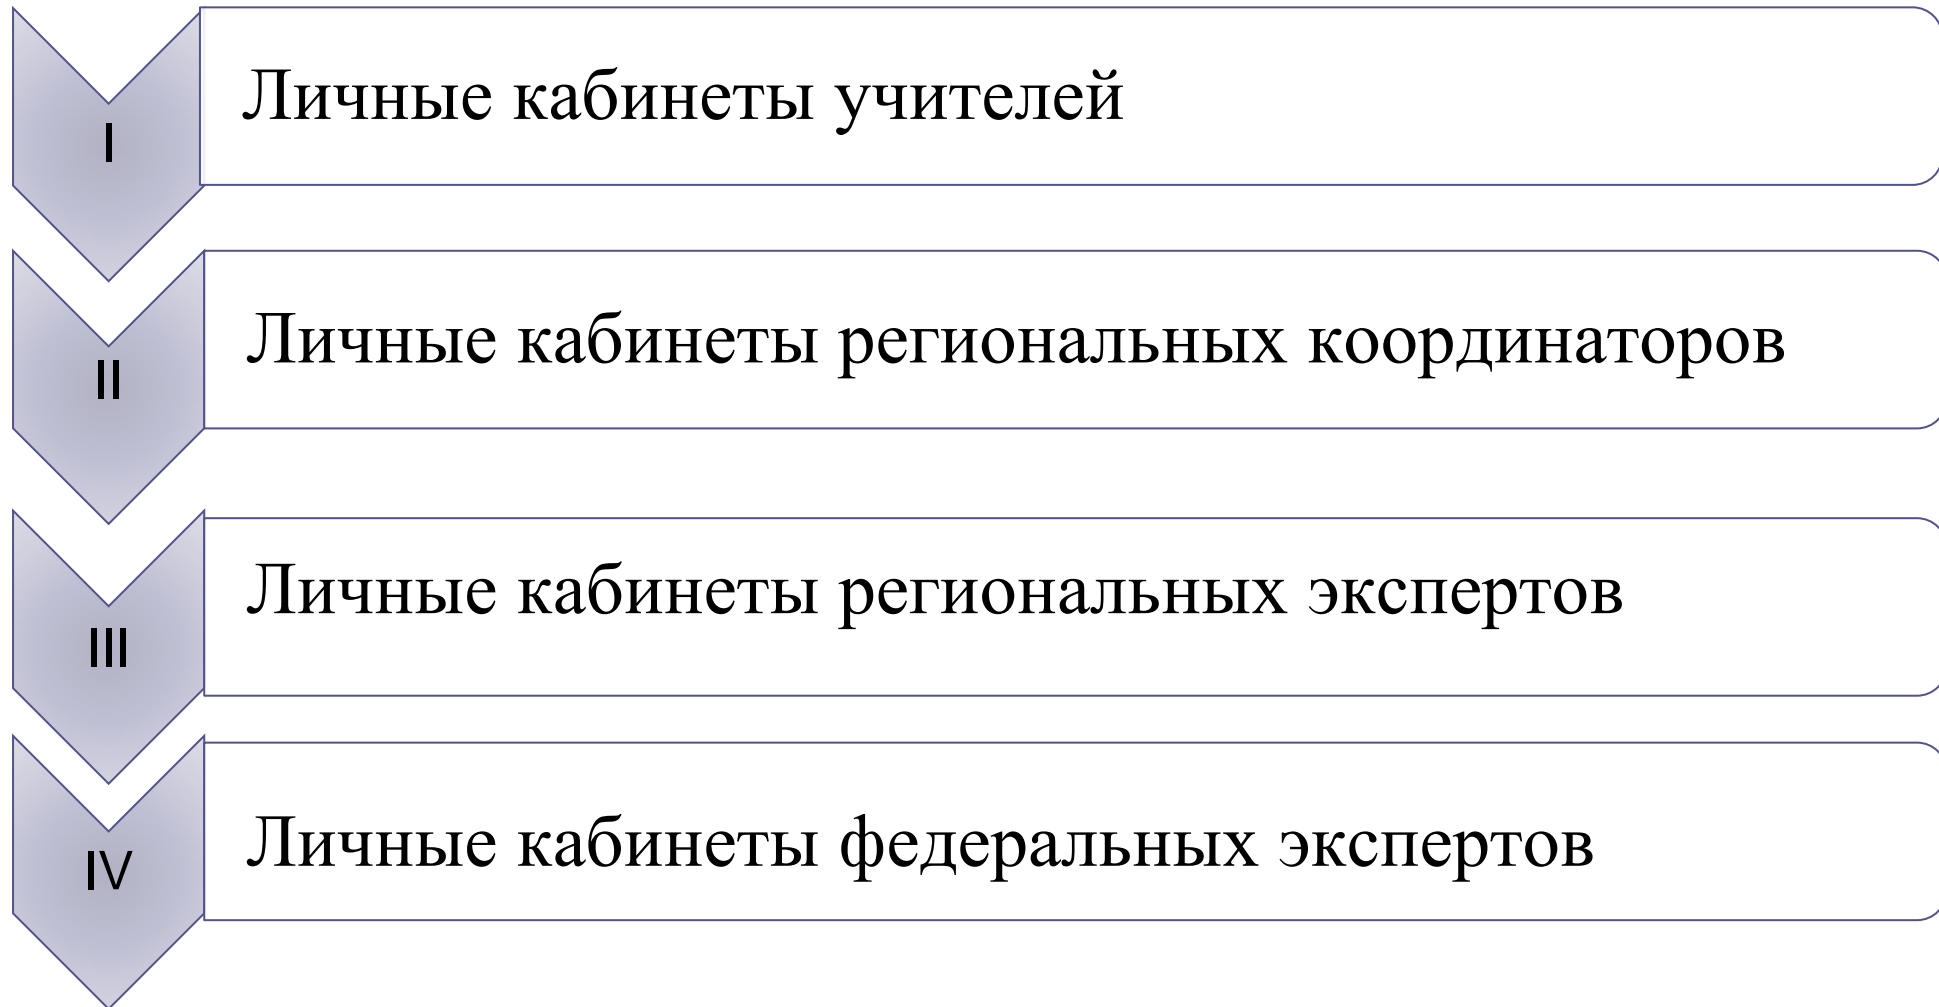 I
Личные кабинеты учителей
II
Личные кабинеты региональных координаторов
III
Личные кабинеты региональных экспертов
IV
Личные кабинеты федеральных экспертов